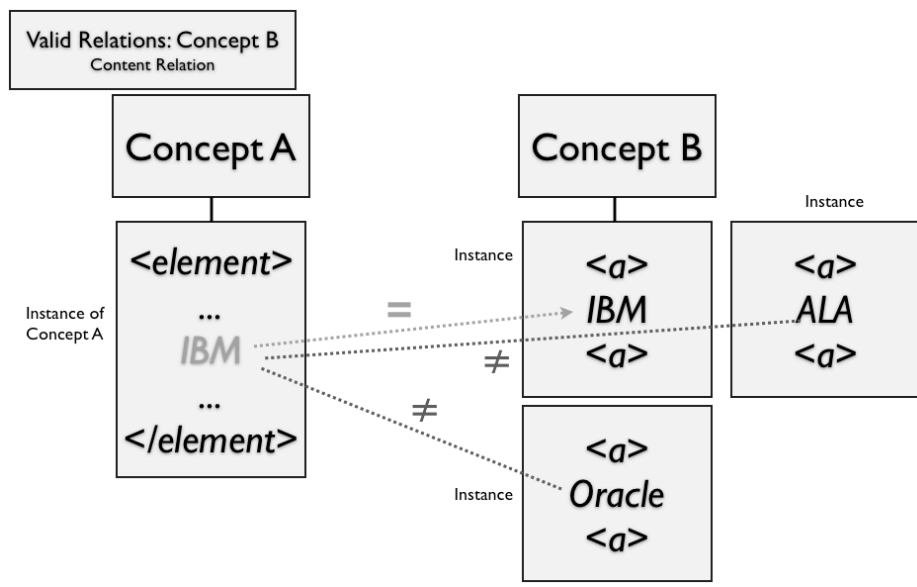 Valid Relations: Concept B
Content Relation
Concept A
Concept B
Instance
Instance of
Concept A
<element>
...
IBM
...
</element>
=
≠
≠
Instance
<a>
IBM
<a>
<a>
ALA
<a>
Instance
<a>
Oracle
<a>